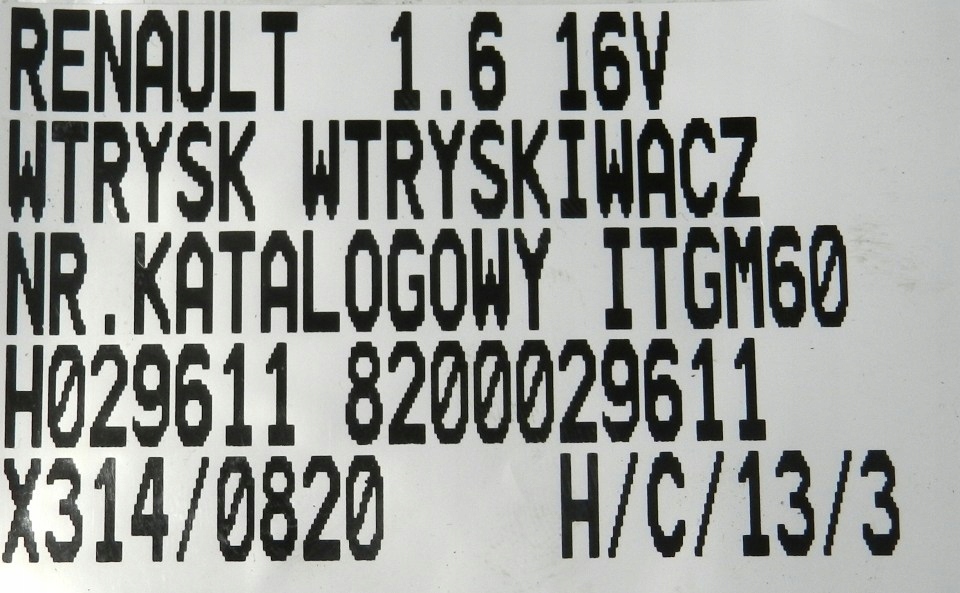 RENAULT 1.6 16V
WTRYSK WTRYSKIWACZ
NR.KATALOGOWY ITGM60
H029611 8200029611
X314/0820 H/C/13/3